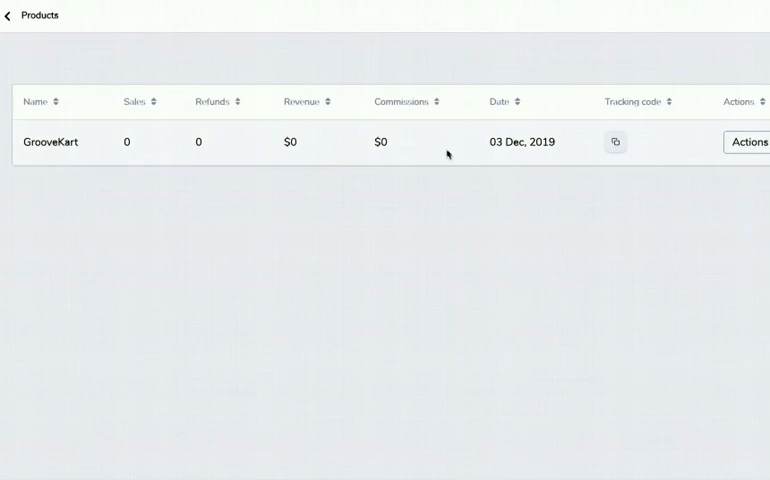 Products
Name Sales Refunds Revenue Commissions Date Tracking code Actions
GrooveKart 0 0 $0 $0 03 Dec, 2019 Actions